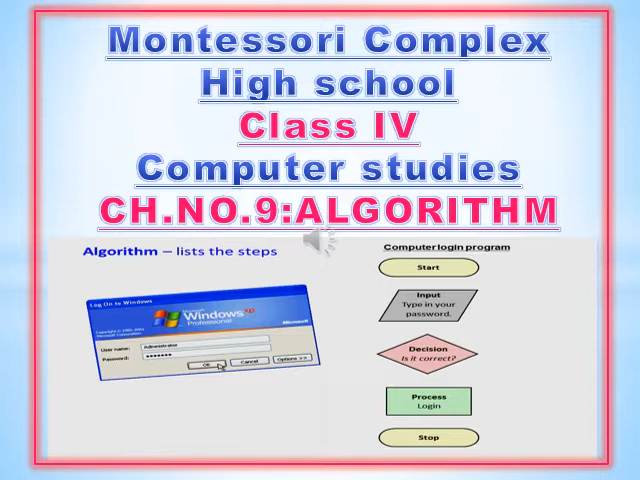 Montessori Complex
High school
Class IV
Computer studies
CH.NO.9:ALGORITHM
Algorithm – lists the steps
Computer login program
Start
Input
Type in your
password.
Decision
Is it correct?
Process
Login
Stop
Log On to Windows
Windows xp
Professional
Microsoft
User name:
Administrator
Password:
OK
Cancel
Options >>